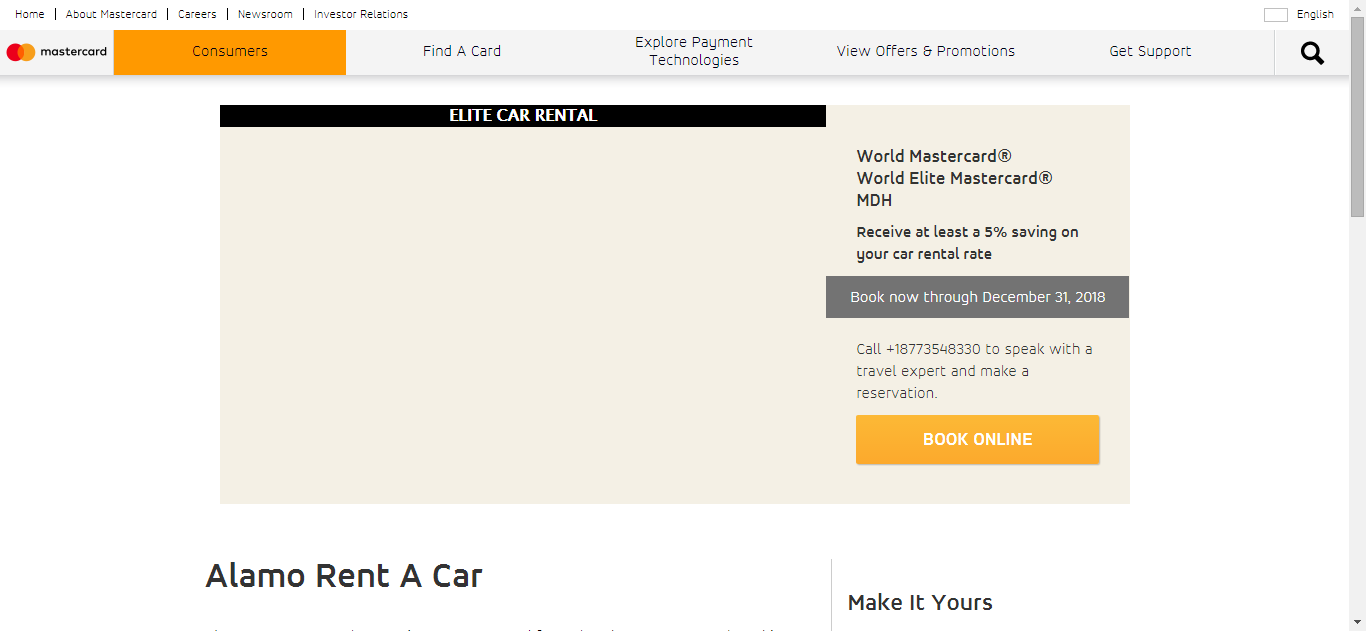 Home
About Mastercard
Careers
Newsroom
Investor Relations
English
mastercard
Consumers
Find A Card
Explore Payment
Technologies
View Offers & Promotions
Get Support
ELITE CAR RENTAL
World Mastercard®
World Elite Mastercard®
MDH
Receive at least a 5% saving on
your car rental rate
Book now through December 31, 2018
Call +18773548330 to speak with a
travel expert and make a
reservation.
BOOK ONLINE
Alamo Rent A Car
Make It Yours